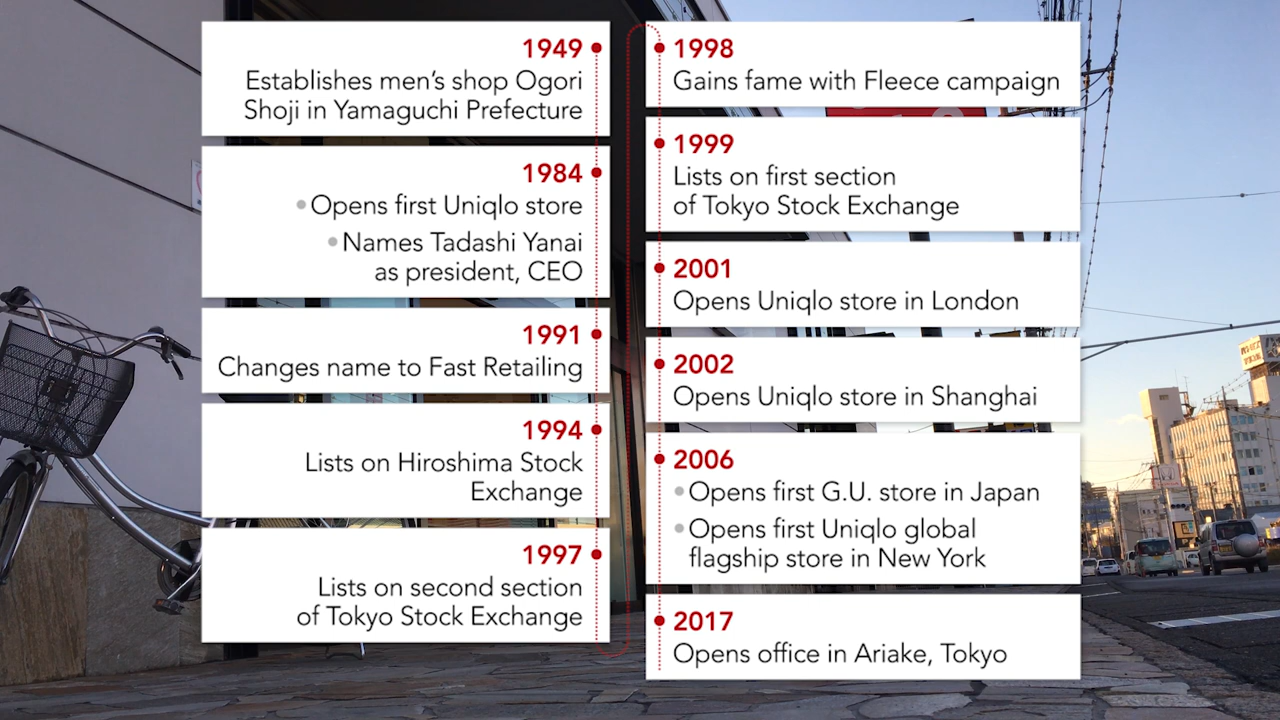 1949
Establishes men's shop Ogori
Shoji in Yamaguchi Prefecture
1984
•Opens first Uniqlo store
•Names Tadashi Yanai
as president, CEO
1991
Changes name to Fast Retailing
1994
Lists on Hiroshima Stock
Exchange
1997
Lists on second section
of Tokyo Stock Exchange
1998
Gains fame with Fleece campaign
1999
Lists on first section
of Tokyo Stock Exchange
2001
Opens Uniqlo store in London
2002
Opens Uniqlo store in Shanghai
2006
•Opens first G.U. store in Japan
•Opens first Uniqlo global
flagship store in New York
2017
Opens office in Ariake, Tokyo